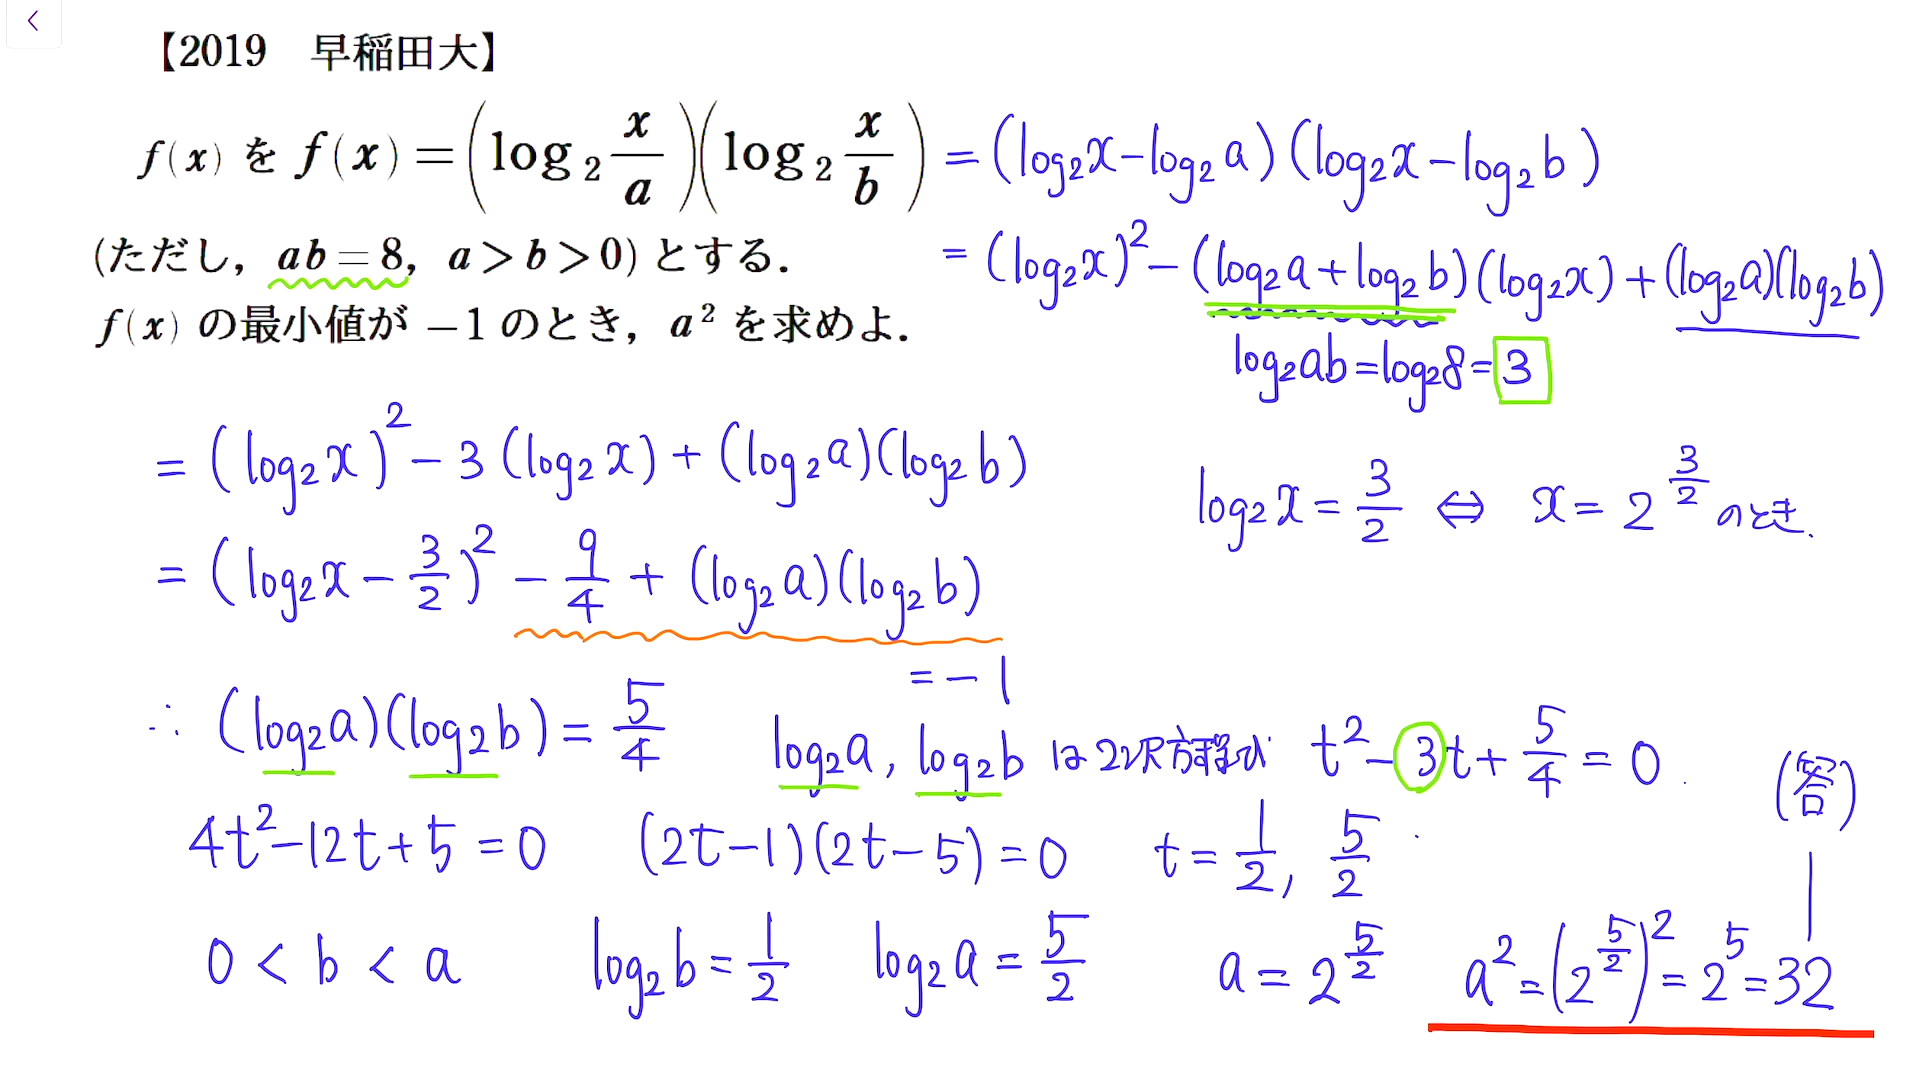 【2019　早稲田大】
f(x) を f(x)=(log₂ x/a)(log₂ x/b) = (log₂x−log₂a)(log₂x−log₂b)
(ただし，ab=8，a>b>0) とする．
= (log₂x)² − (log₂a+log₂b)(log₂x)+(log₂a)(log₂b)
f(x) の最小値が −1 のとき，a² を求めよ．
log₂ab=log₂8=3
= (log₂x)² − 3(log₂x) + (log₂a)(log₂b)
log₂x = 3/2 ⇔ x = 2^(3/2) のとき.
= (log₂x − 3/2)² − 9/4 + (log₂a)(log₂b)
= −1
∴ (log₂a)(log₂b) = 5/4
log₂a, log₂b は2次方程式 t²−3t+5/4=0.
(答)
4t²−12t+5=0 (2t−1)(2t−5)=0 t=1/2, 5/2.
0<b<a log₂b=1/2 log₂a=5/2 a=2^(5/2) a²=(2^(5/2))²=2⁵=32